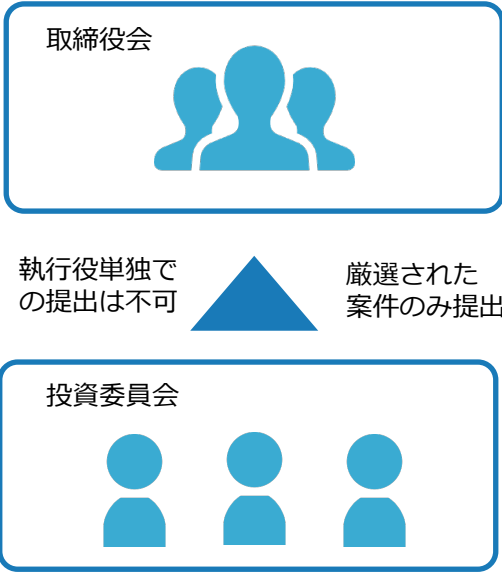 取締役会
執行役単独で
の提出は不可
厳選された
案件のみ提出
投資委員会